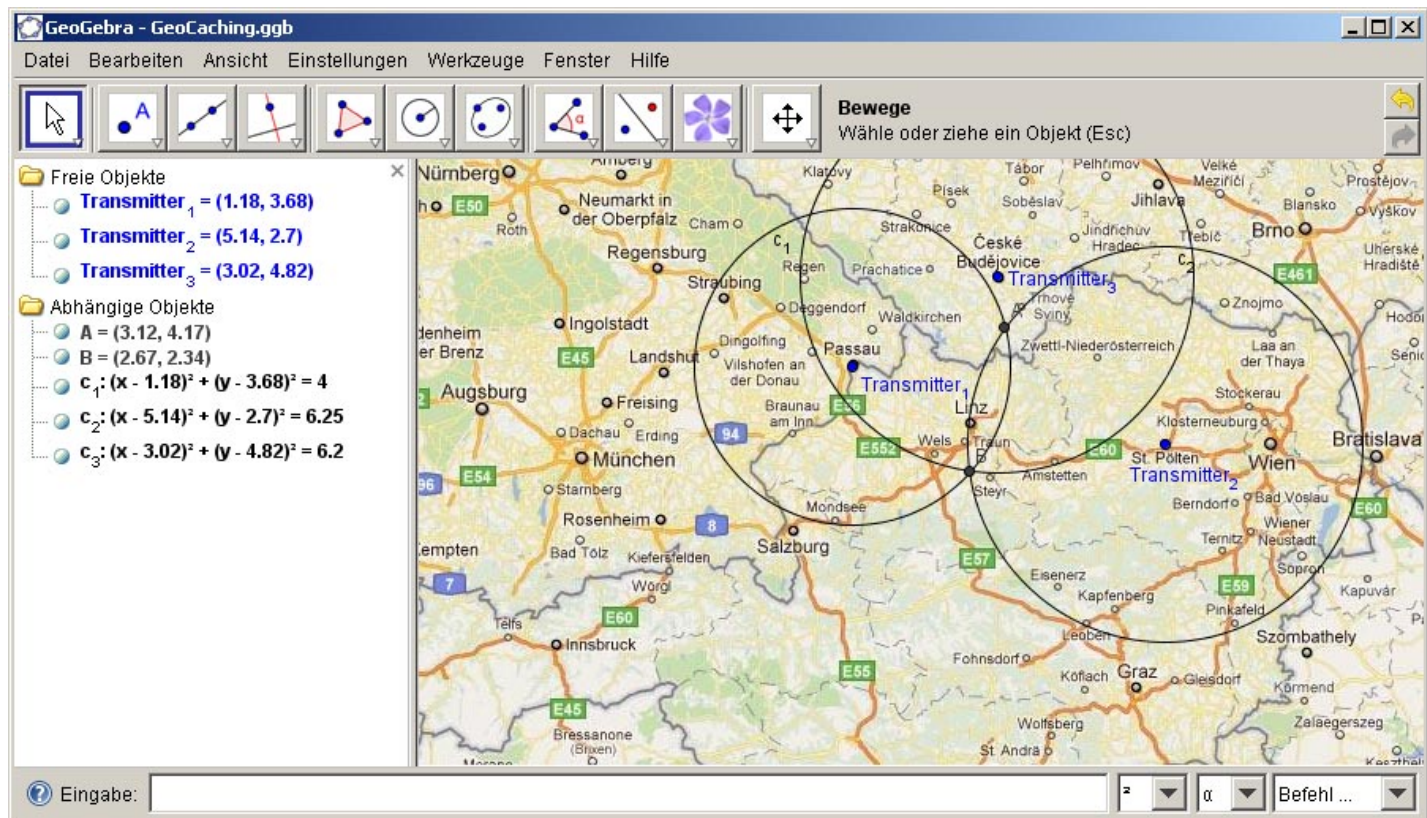 GeoGebra - GeoCaching.ggb
Datei Bearbeiten Ansicht Einstellungen Werkzeuge Fenster Hilfe
A
α
Bewege
Wähle oder ziehe ein Objekt (Esc)
Freie Objekte
Transmitter₁ = (1.18, 3.68)
Transmitter₂ = (5.14, 2.7)
Transmitter₃ = (3.02, 4.82)
Abhängige Objekte
A = (3.12, 4.17)
B = (2.67, 2.34)
c₁: (x - 1.18)² + (y - 3.68)² = 4
c₂: (x - 5.14)² + (y - 2.7)² = 6.25
c₃: (x - 3.02)² + (y - 4.82)² = 6.2
Nürnberg
Klatovy
Tábor
Pelhřimov
Velké
Meziříčí
Prostějov
E50
Roth
Neumarkt in
der Oberpfalz
Cham
Písek
Soběslav
Jihlava
Blansko
Vyškov
Strakonice
c₁
Regensburg
České
Budějovice
Jindřichův
Hradec
Třebíč
Brno
Uherské
Hradiště
c₂
E461
Straubing
Regen
Prachatice
Transmitter₃
Deggendorf
Waldkirchen
A
Trhové
Sviny
Znojmo
Ingolstadt
Dingolfing
E45
Landshut
Vilshofen an
der Donau
Passau
Zwettl-Niederösterreich
Laa an
der Thaya
Augsburg
Freising
Transmitter₁
Braunau
am Inn
E56
Linz
Stockerau
Klosterneuburg
Dachau
Erding
94
E552
Wels
Traun
B
E60
St. Pölten
Wien
Bratislava
München
E54
96
Starnberg
Steyr
Amstetten
Transmitter₂
Berndorf
Bad Vöslau
E60
Rosenheim
8
Mondsee
Salzburg
Wiener
Neustadt
Ternitz
Bad Tölz
Kiefersfelden
E57
Sopron
7
Wörgl
Eisenerz
Kapfenberg
E59
Kapuvár
E60
Telfs
Innsbruck
Leoben
Pinkafeld
Szombathely
Fohnsdorf
E55
Köflach
Graz
Gleisdorf
Körmend
E45
Bressanone
(Brixen)
Wolfsberg
St. Andrä
Zalaegerszeg
Eingabe:
²
α
Befehl ...